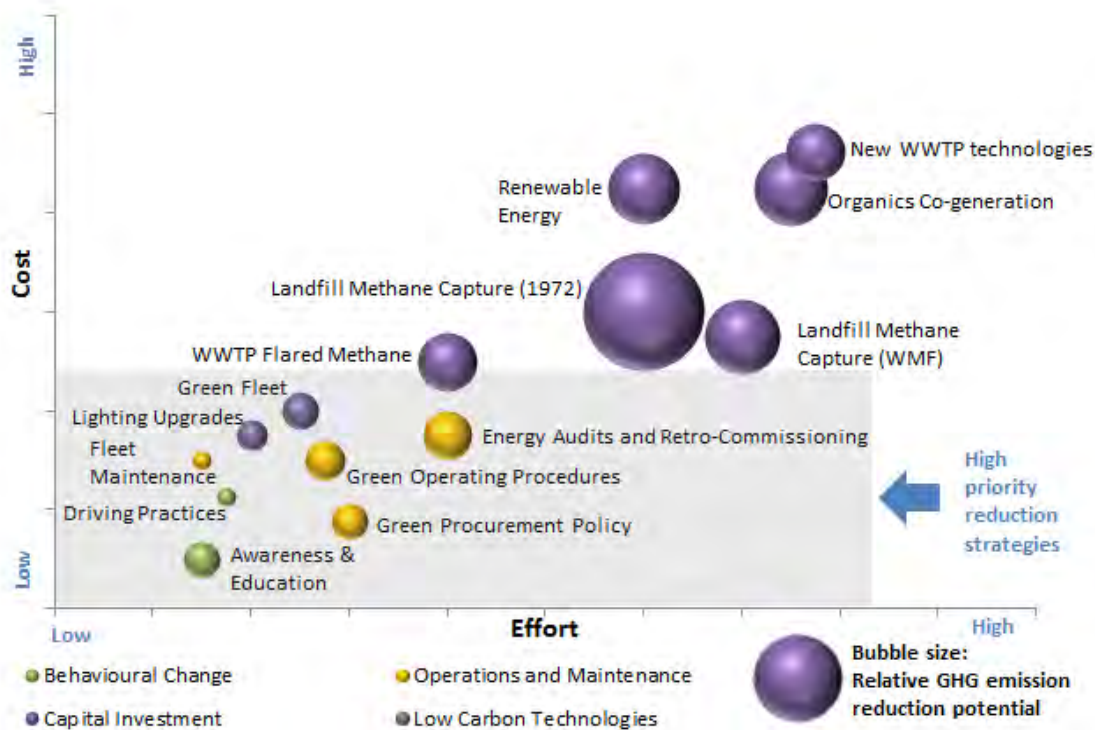 High
New WWTP technologies
Renewable
Energy
Organics Co-generation
Cost
Landfill Methane Capture (1972)
Landfill Methane
Capture (WMF)
WWTP Flared Methane
Green Fleet
Lighting Upgrades
Energy Audits and Retro-Commissioning
Fleet
Maintenance
Green Operating Procedures
High
priority
reduction
strategies
Driving Practices
Green Procurement Policy
Awareness &
Education
Low
Low
Effort
High
Behavioural Change
Operations and Maintenance
Capital Investment
Low Carbon Technologies
Bubble size:
Relative GHG emission
reduction potential